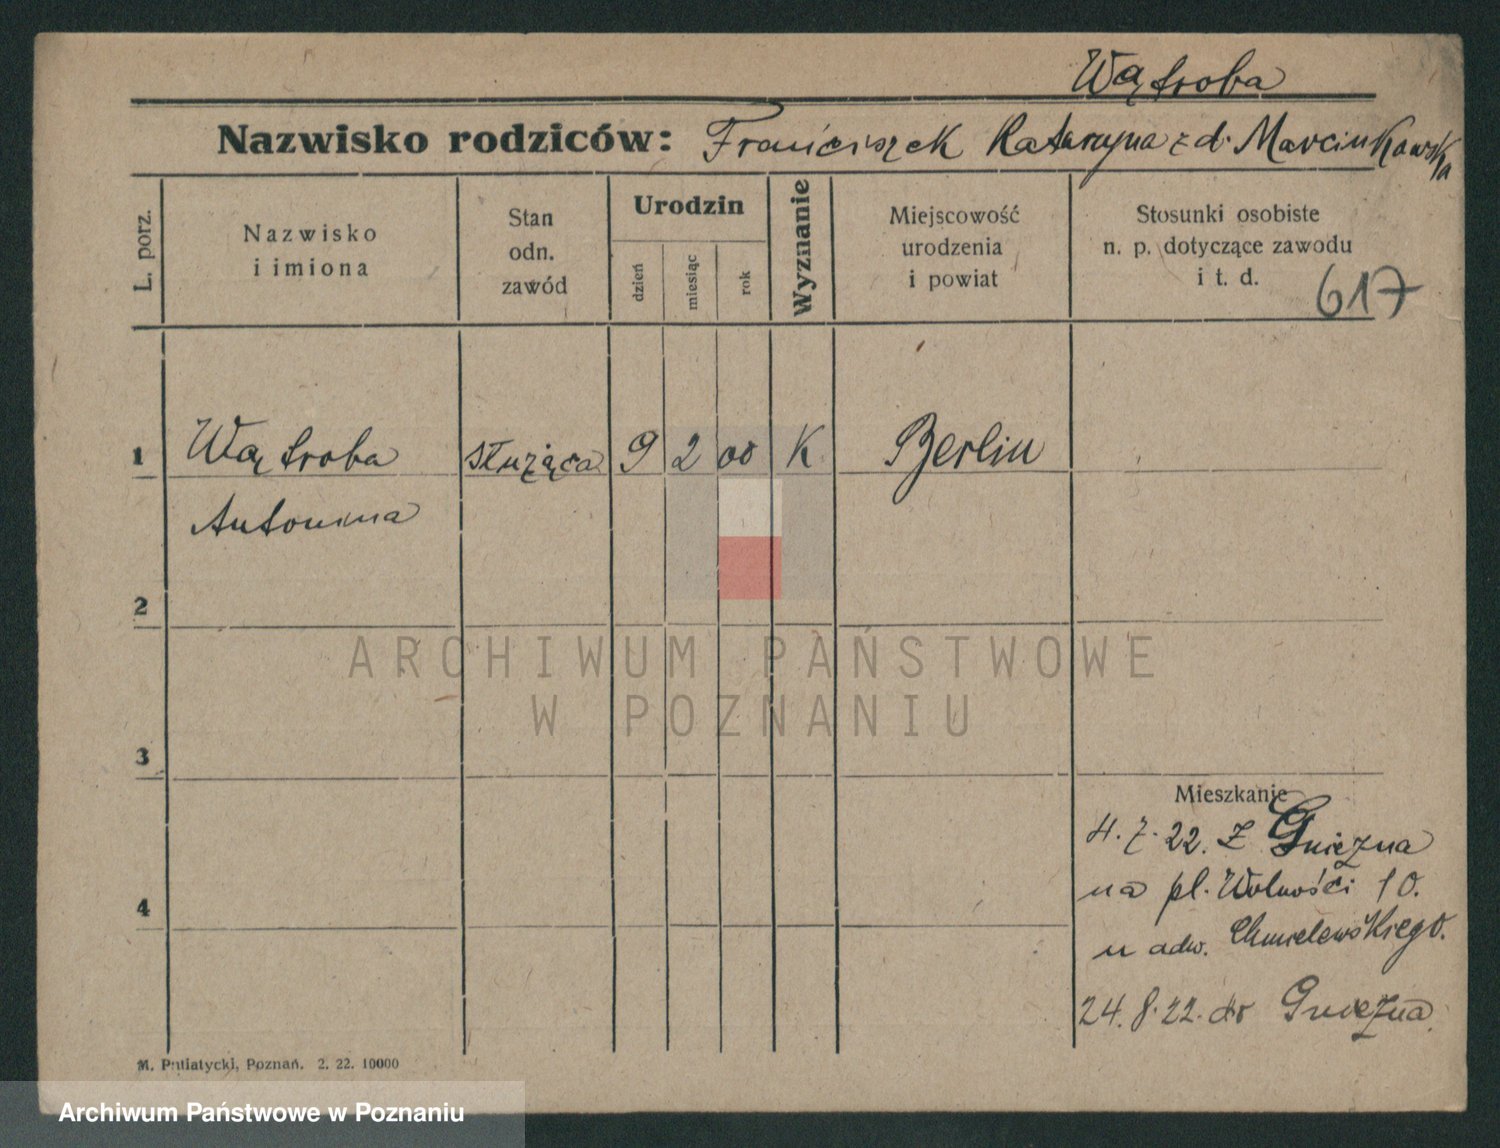 Wątroba
Nazwisko rodziców: Franciszek Katarzyna z d. Marcinkowska
L. porz.
Nazwisko
i imiona
Stan
odn.
zawód
Urodzin
dzień
miesiąc
rok
Wyznanie
Miejscowość
urodzenia
i powiat
Stosunki osobiste
n. p. dotyczące zawodu
i t. d.
617
1 Wątroba służąca 9 2 00 K Berlin
Antonina
2
ARCHIWUM PAŃSTWOWE
W POZNANIU
3
Mieszkanie
4. 7. 22. z Gniezna
na pl. Wolności 10.
4
u adw. Chmielewskiego.
24. 8. 22. do Gniezna.
M. Putiatycki, Poznań. 2. 22. 10000
Archiwum Państwowe w Poznaniu